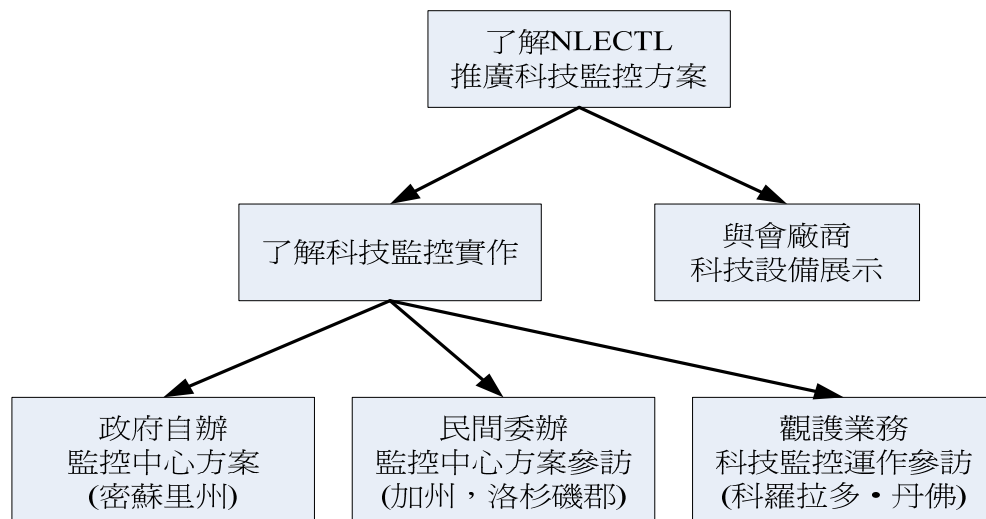 了解NLECTL
推廣科技監控方案
了解科技監控實作
與會廠商
科技設備展示
政府自辦
監控中心方案
(密蘇里州)
民間委辦
監控中心方案參訪
(加州，洛杉磯郡)
觀護業務
科技監控運作參訪
(科羅拉多‧丹佛)